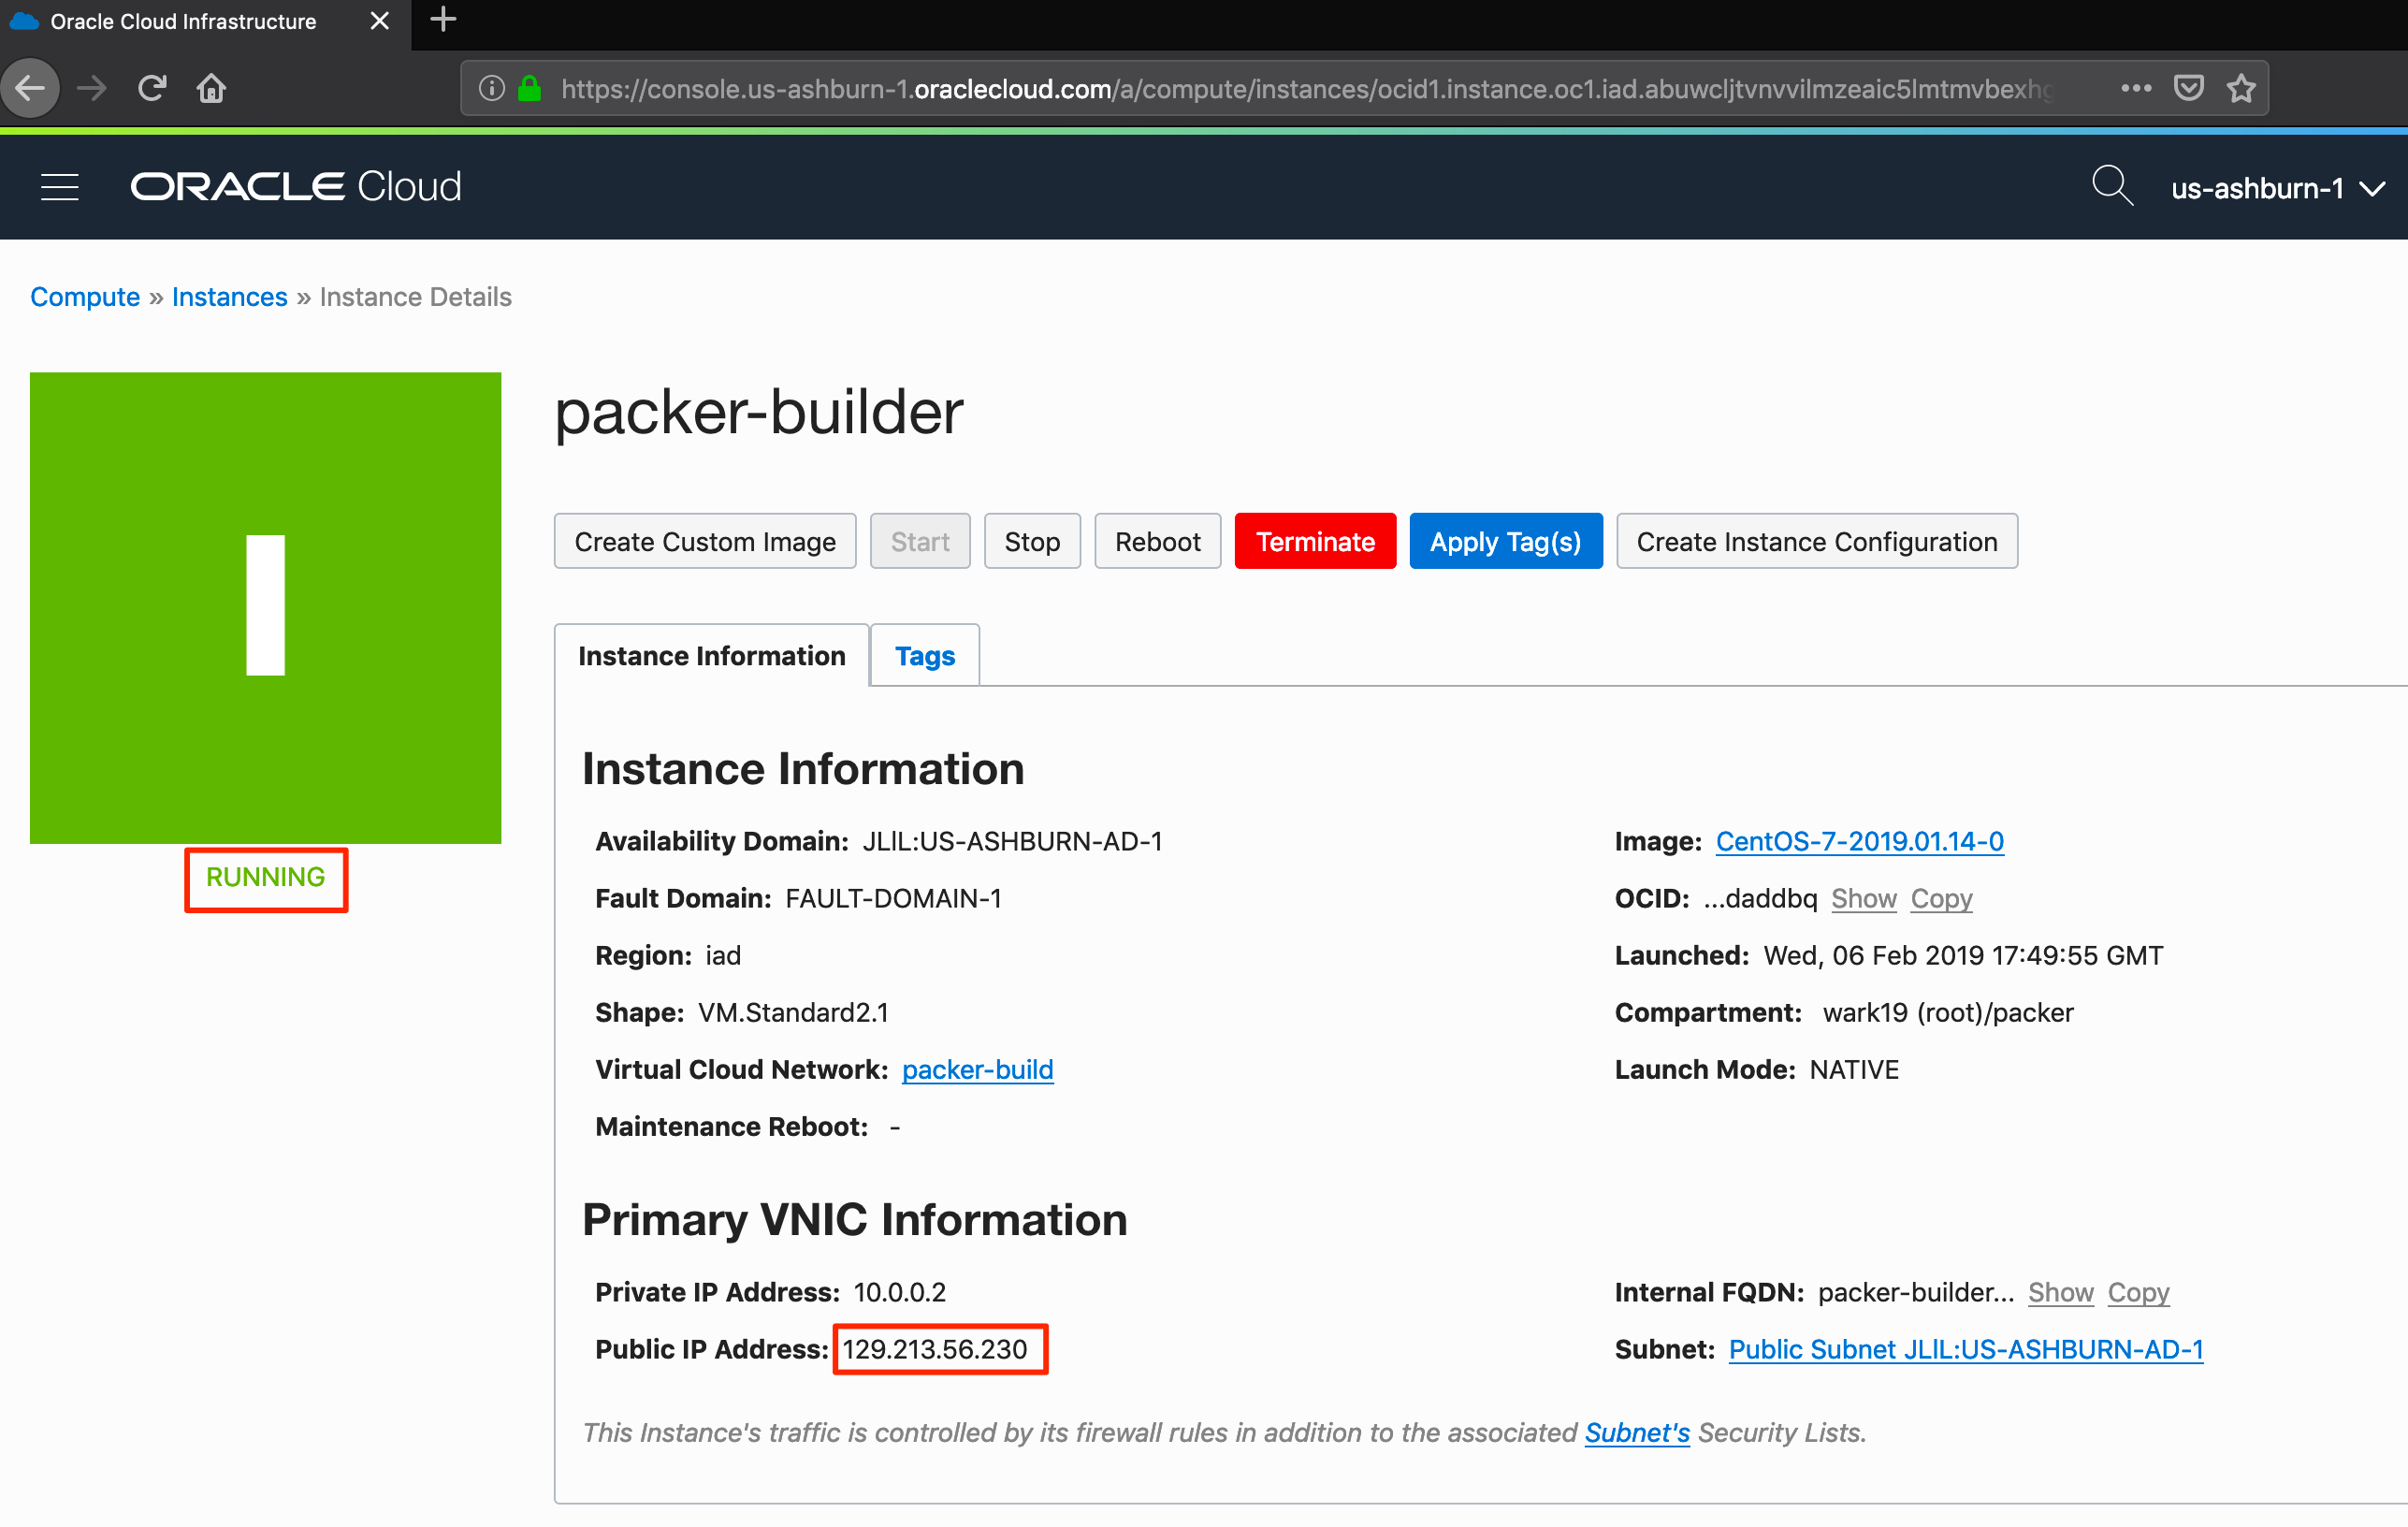 Oracle Cloud Infrastructure
https://console.us-ashburn-1.oraclecloud.com/a/compute/instances/ocid1.instance.oc1.iad.abuwcljtvnvvilmzeaic5lmtmvbexhg
ORACLE Cloud us-ashburn-1
Compute » Instances » Instance Details
I
RUNNING
packer-builder
Create Custom Image Start Stop Reboot Terminate Apply Tag(s) Create Instance Configuration
Instance Information Tags
Instance Information
Availability Domain: JLlL:US-ASHBURN-AD-1 Image: CentOS-7-2019.01.14-0
Fault Domain: FAULT-DOMAIN-1 OCID: ...daddbq Show Copy
Region: iad Launched: Wed, 06 Feb 2019 17:49:55 GMT
Shape: VM.Standard2.1 Compartment: wark19 (root)/packer
Virtual Cloud Network: packer-build Launch Mode: NATIVE
Maintenance Reboot: -
Primary VNIC Information
Private IP Address: 10.0.0.2 Internal FQDN: packer-builder... Show Copy
Public IP Address: 129.213.56.230 Subnet: Public Subnet JLlL:US-ASHBURN-AD-1
This Instance's traffic is controlled by its firewall rules in addition to the associated Subnet's Security Lists.